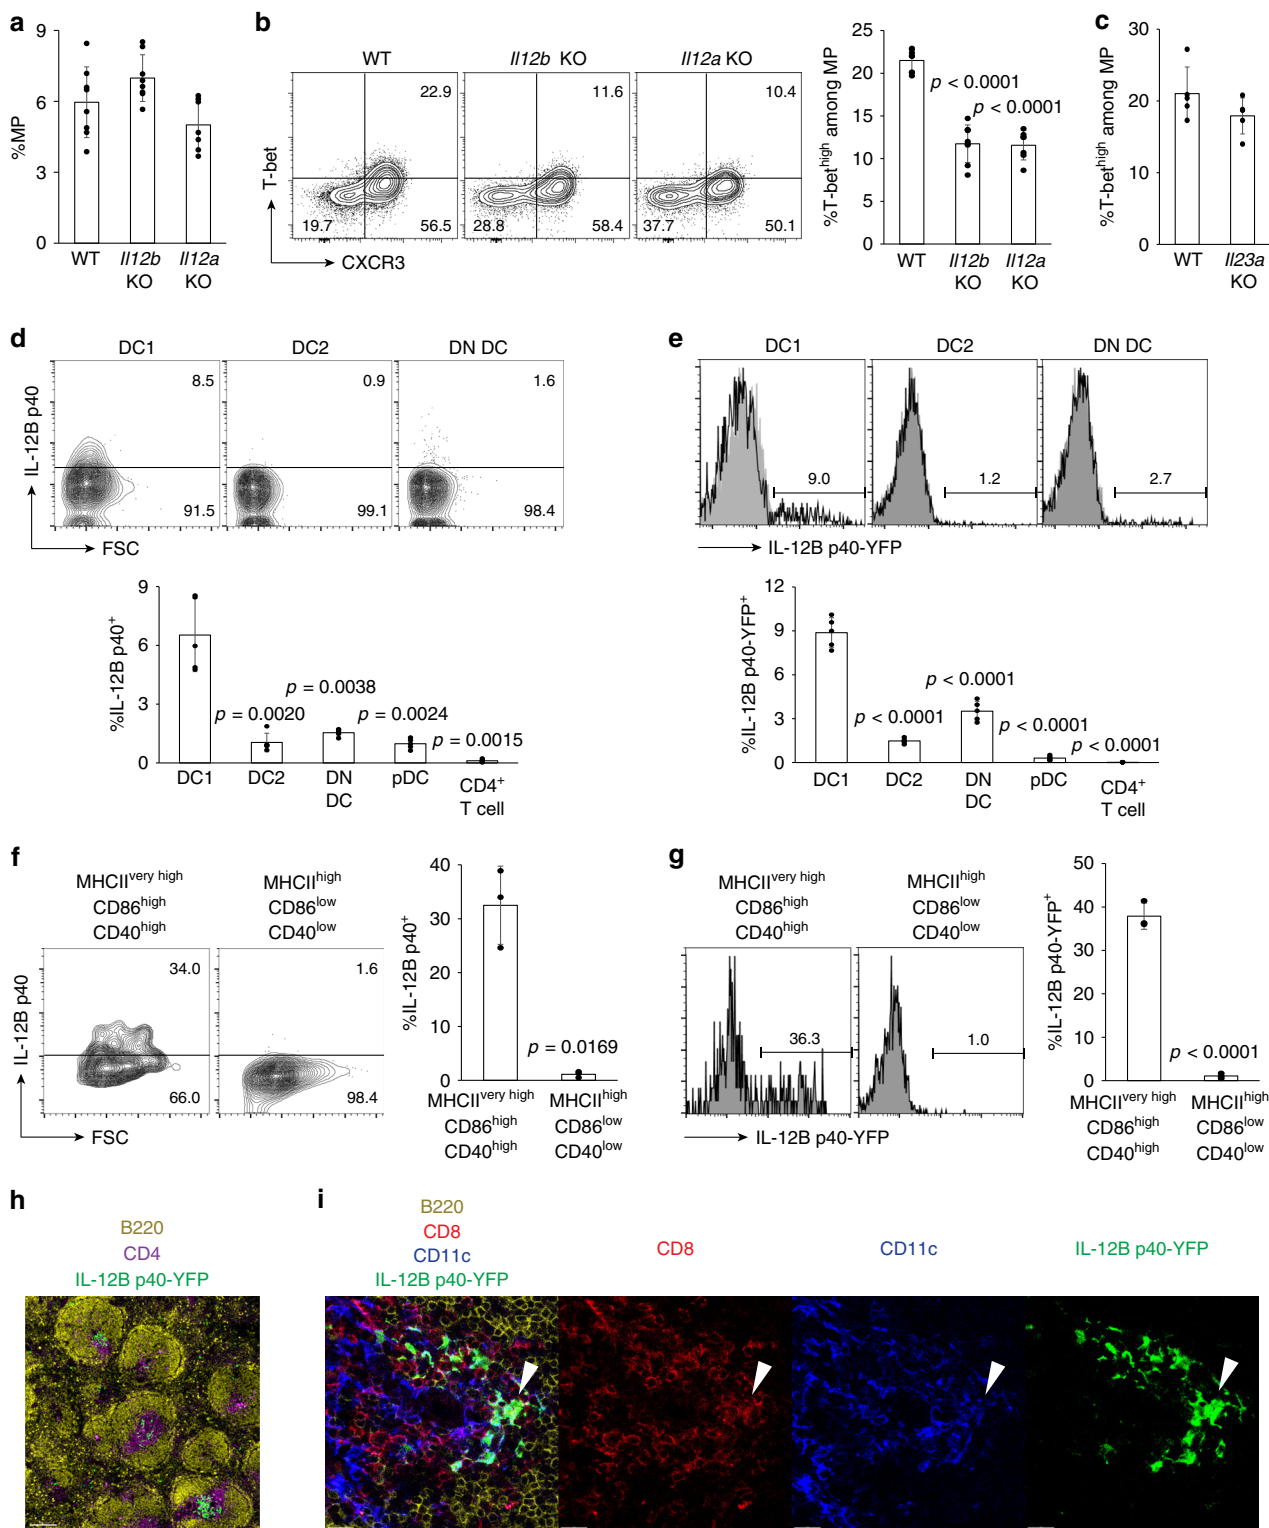 a
9
6
3
0
%MP
WT
Il12b KO
Il12a KO
b
WT
Il12b KO
Il12a KO
22.9
11.6
10.4
19.7
56.5
28.8
58.4
37.7
50.1
T-bet
CXCR3
25
20
15
10
5
0
%T-bethigh among MP
p < 0.0001
p < 0.0001
WT
Il12b KO
Il12a KO
c
30
20
10
0
%T-bethigh among MP
WT
Il23a KO
d
DC1
DC2
DN DC
8.5
0.9
1.6
91.5
99.1
98.4
IL-12B p40
FSC
9
6
3
0
%IL-12B p40+
p = 0.0020
p = 0.0038
p = 0.0024
p = 0.0015
DC1
DC2
DN DC
pDC
CD4+ T cell
e
DC1
DC2
DN DC
9.0
1.2
2.7
IL-12B p40-YFP
12
9
6
3
0
%IL-12B p40-YFP+
p < 0.0001
p < 0.0001
p < 0.0001
p < 0.0001
DC1
DC2
DN DC
pDC
CD4+ T cell
f
MHCIIvery high
CD86high
CD40high
MHCIIhigh
CD86low
CD40low
34.0
1.6
66.0
98.4
IL-12B p40
FSC
40
30
20
10
0
%IL-12B p40+
p = 0.0169
MHCIIvery high
CD86high
CD40high
MHCIIhigh
CD86low
CD40low
g
MHCIIvery high
CD86high
CD40high
MHCIIhigh
CD86low
CD40low
36.3
1.0
IL-12B p40-YFP
50
40
30
20
10
0
%IL-12B p40-YFP+
p < 0.0001
MHCIIvery high
CD86high
CD40high
MHCIIhigh
CD86low
CD40low
h
B220
CD4
IL-12B p40-YFP
i
B220
CD8
CD11c
IL-12B p40-YFP
CD8
CD11c
IL-12B p40-YFP